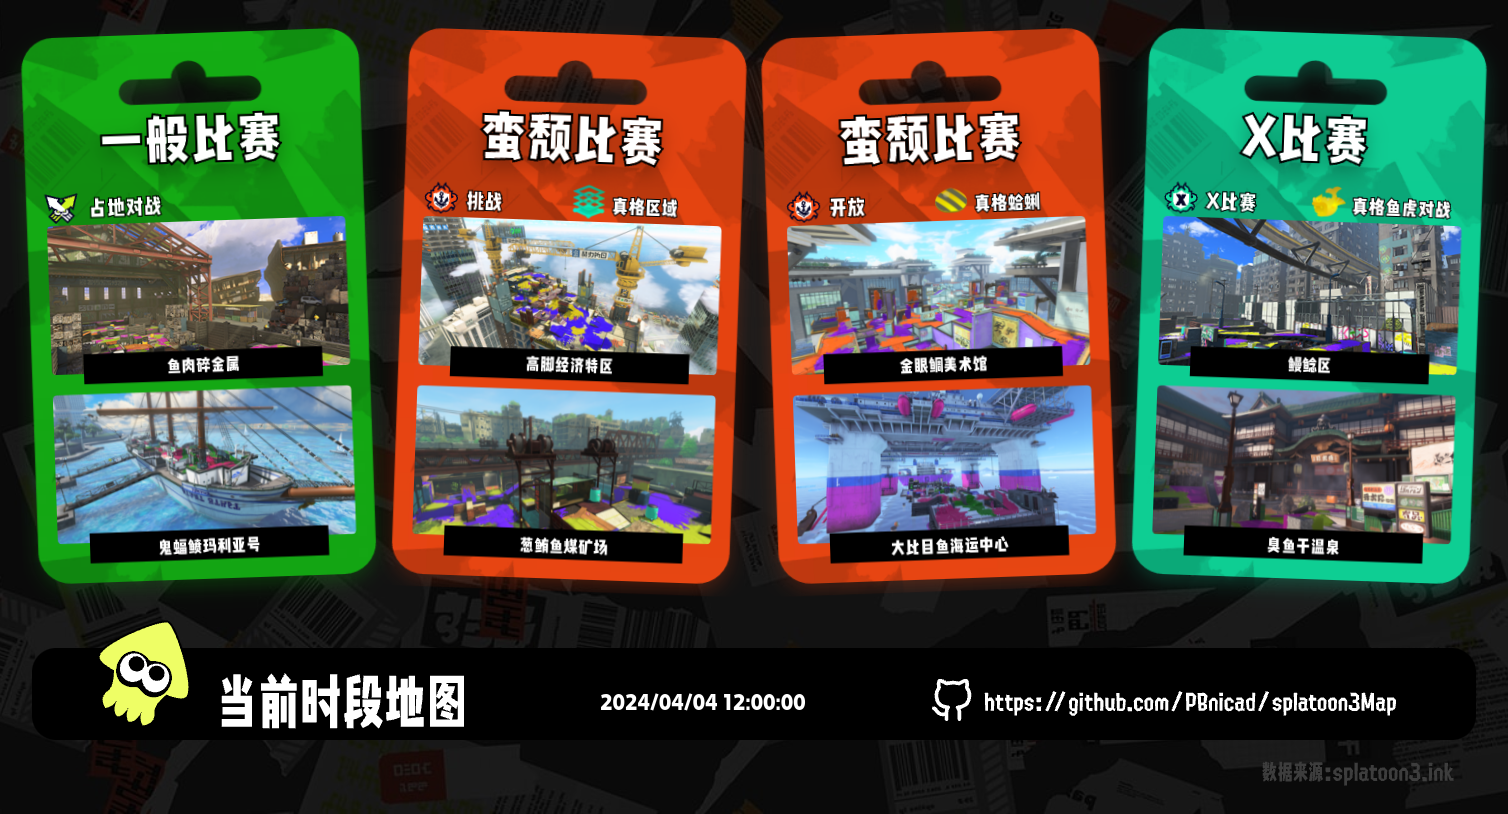 一般比赛
占地对战
鱼肉碎金属
鬼蝠鲼玛利亚号
蛮颓比赛
挑战
真格区域
高脚经济特区
葱鲔鱼煤矿场
蛮颓比赛
开放
真格蛤蜊
金眼鲷美术馆
大比目鱼海运中心
X比赛
X比赛
真格鱼虎对战
鳗鲶区
臭鱼干温泉
当前时段地图
2024/04/04 12:00:00
https://github.com/PBnicad/splatoon3Map
数据来源:splatoon3.ink